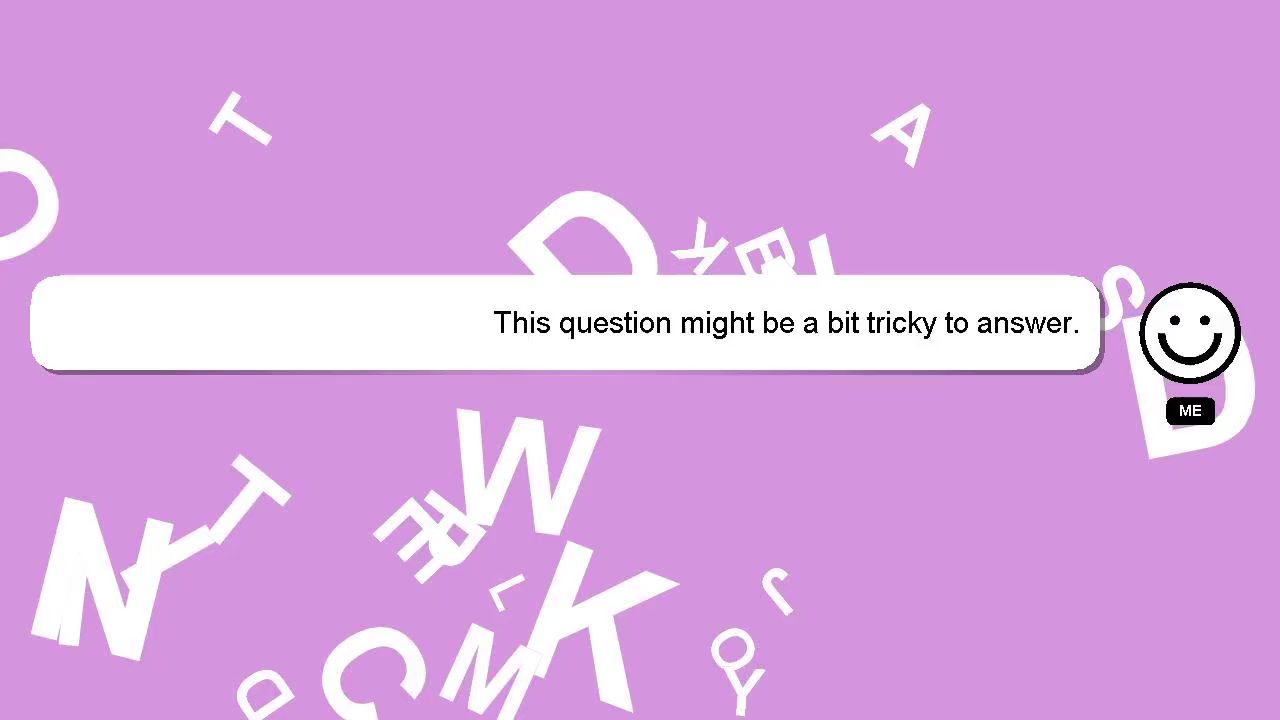 T
A
D
K
E
S
This question might be a bit tricky to answer.
D
ME
W
T
N
E
R
L
K
J
C
M
O
Y
D